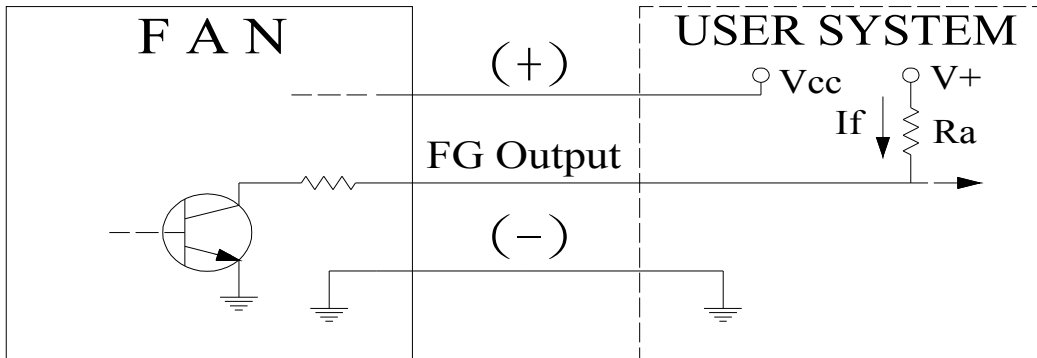 F A N
USER SYSTEM
(+)
Vcc
V+
If
Ra
FG Output
(−)